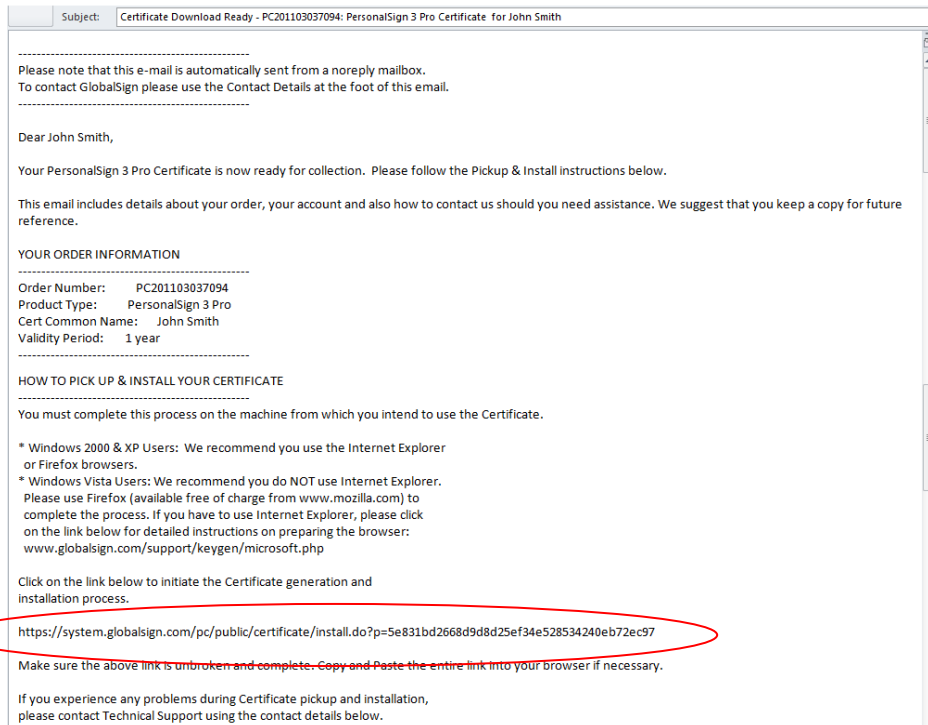 Subject: Certificate Download Ready - PC201103037094: PersonalSign 3 Pro Certificate for John Smith
--------------------------------------------------
Please note that this e-mail is automatically sent from a noreply mailbox.
To contact GlobalSign please use the Contact Details at the foot of this email.
--------------------------------------------------
Dear John Smith,
Your PersonalSign 3 Pro Certificate is now ready for collection. Please follow the Pickup & Install instructions below.
This email includes details about your order, your account and also how to contact us should you need assistance. We suggest that you keep a copy for future
reference.
YOUR ORDER INFORMATION
--------------------------------------------------
Order Number: PC201103037094
Product Type: PersonalSign 3 Pro
Cert Common Name: John Smith
Validity Period: 1 year
--------------------------------------------------
HOW TO PICK UP & INSTALL YOUR CERTIFICATE
--------------------------------------------------
You must complete this process on the machine from which you intend to use the Certificate.
* Windows 2000 & XP Users: We recommend you use the Internet Explorer
or Firefox browsers.
* Windows Vista Users: We recommend you do NOT use Internet Explorer.
Please use Firefox (available free of charge from www.mozilla.com) to
complete the process. If you have to use Internet Explorer, please click
on the link below for detailed instructions on preparing the browser:
www.globalsign.com/support/keygen/microsoft.php
Click on the link below to initiate the Certificate generation and
installation process.
https://system.globalsign.com/pc/public/certificate/install.do?p=5e831bd2668d9d8d25ef34e528534240eb72ec97
Make sure the above link is unbroken and complete. Copy and Paste the entire link into your browser if necessary.
If you experience any problems during Certificate pickup and installation,
please contact Technical Support using the contact details below.